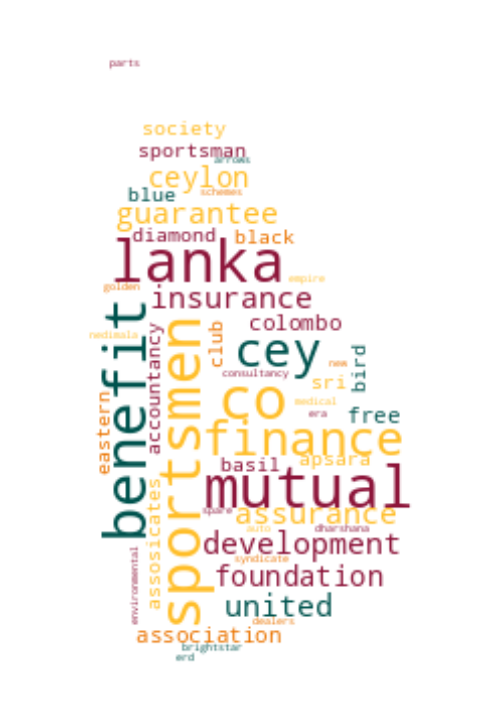 parts
society
sportsman
arrows
ceylon
blue
schemes
guarantee
diamond
black
lanka
empire
golden
insurance
benefit
nedimala
accountancy
sportsmen
club
colombo
cey
consultancy
new
bird
sri
co
medical
era
free
eastern
finance
basil
apsara
mutual
assosicates
spare
assurance
auto
dharshana
development
environmental
syndicate
foundation
united
dealers
association
brightstar
erd